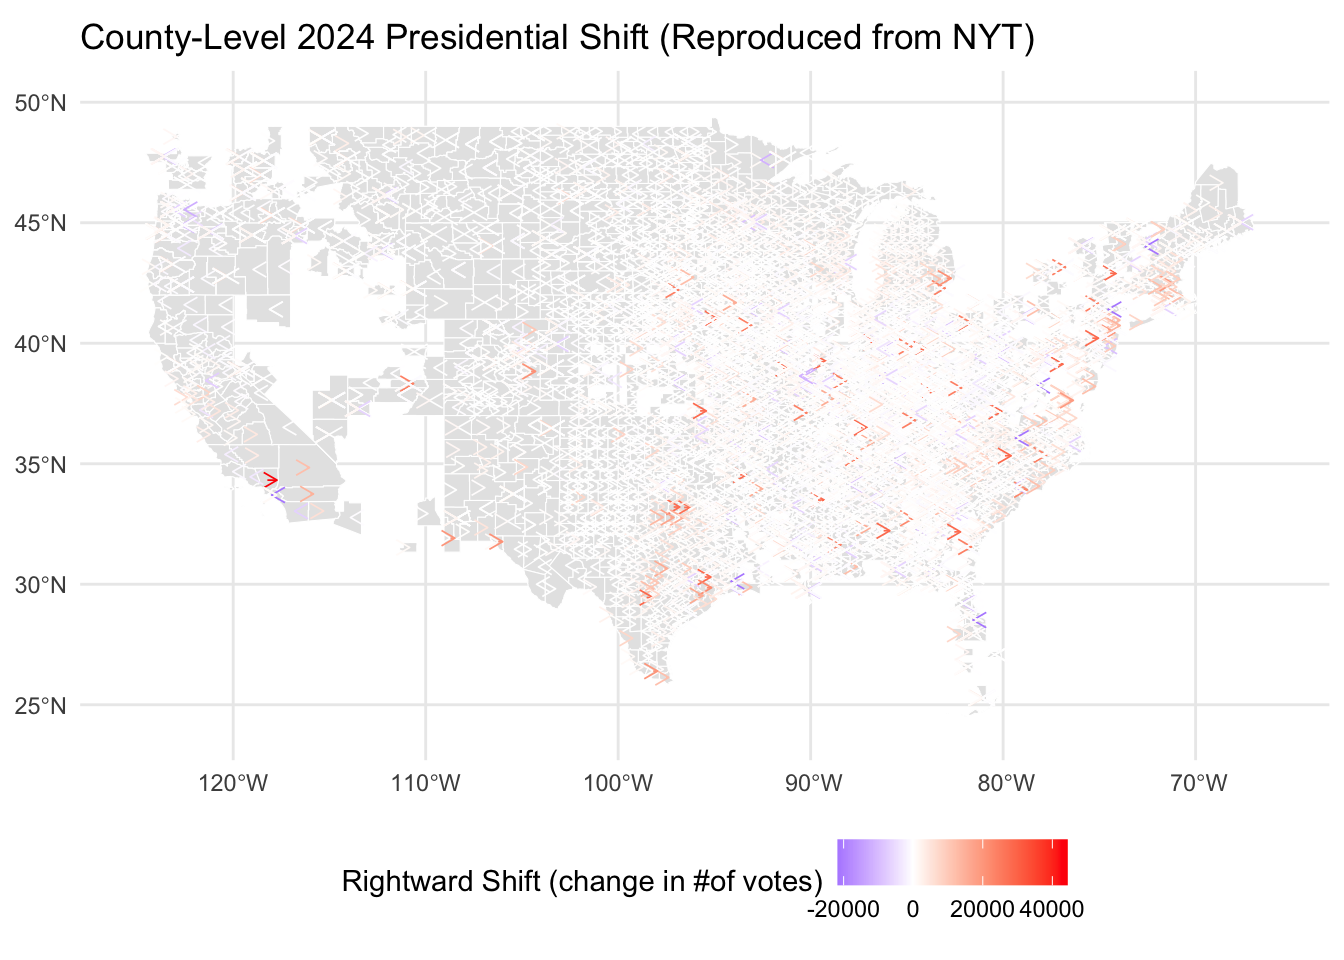 County-Level 2024 Presidential Shift (Reproduced from NYT)
50°N
45°N
40°N
35°N
30°N
25°N
120°W 110°W 100°W 90°W 80°W 70°W
Rightward Shift (change in #of votes)
-20000 0 20000 40000